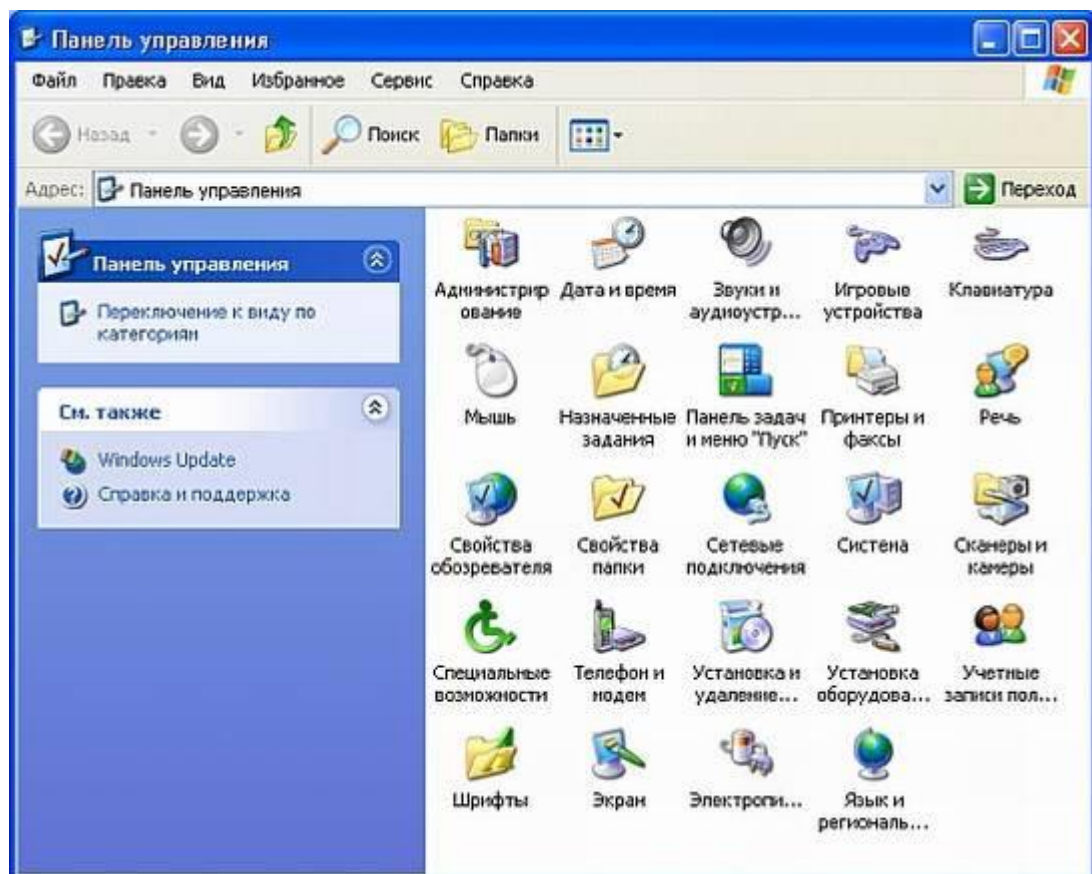 Панель управления
Файл Правка Вид Избранное Сервис Справка
Назад Поиск Папки
Адрес: Панель управления Переход
Панель управления
Переключение к виду по
категориям
См. также
Windows Update
Справка и поддержка
Администрир
ование
Дата и время
Звуки и
аудиоустр...
Игровые
устройства
Клавиатура
Мышь
Назначенные
задания
Панель задач
и меню "Пуск"
Принтеры и
факсы
Речь
Свойства
обозревателя
Свойства
папки
Сетевые
подключения
Система
Сканеры и
камеры
Специальные
возможности
Телефон и
модем
Установка и
удаление...
Установка
оборудова...
Учетные
записи пол...
Шрифты
Экран
Электропи...
Язык и
региональ...